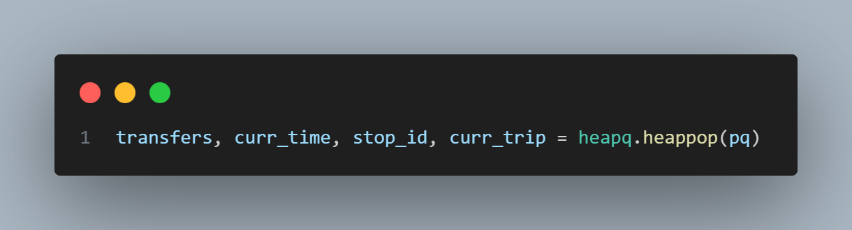 1 transfers, curr_time, stop_id, curr_trip = heapq.heappop(pq)